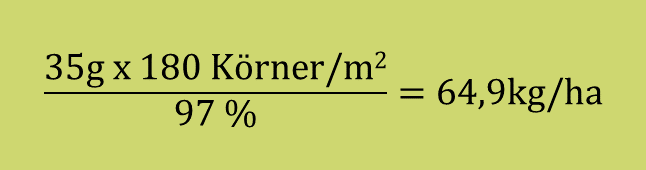 35g x 180 Körner/m²
97 %
= 64,9kg/ha